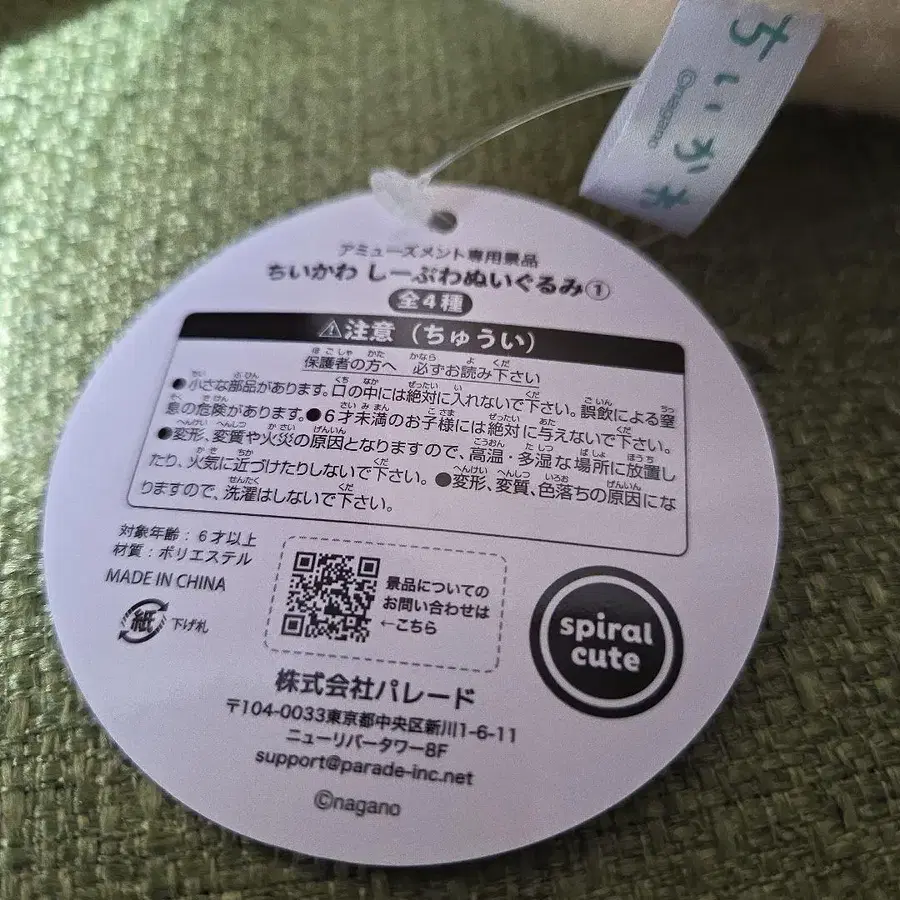 ちいかわ
©nagano
アミューズメント専用景品
ちいかわ しーぷわぬいぐるみ①
全4種
⚠注意（ちゅうい）
保護者の方へ 必ずお読み下さい
●小さな部品があります。口の中には絶対に入れないで下さい。誤飲による窒
息の危険があります。●6才未満のお子様には絶対に与えないで下さい。
●変形、変質や火災の原因となりますので、高温・多湿な場所に放置し
たり、火気に近づけたりしないで下さい。●変形、変質、色落ちの原因にな
りますので、洗濯はしないで下さい。
対象年齢：6才以上
材質：ポリエステル
MADE IN CHINA
紙 下げ札
景品についての
お問い合わせは
←こちら
spiral
cute
株式会社パレード
〒104-0033東京都中央区新川1-6-11
ニューリバータワー8F
support@parade-inc.net
©nagano